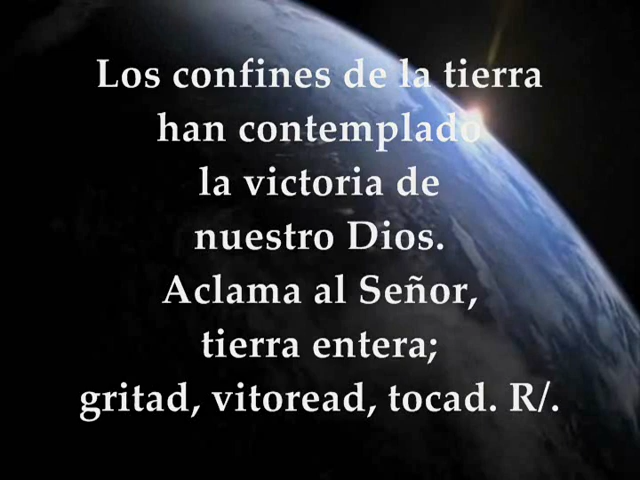 Los confines de la tierra
han contemplado
la victoria de
nuestro Dios.
Aclama al Señor,
tierra entera;
gritad, vitoread, tocad. R/.